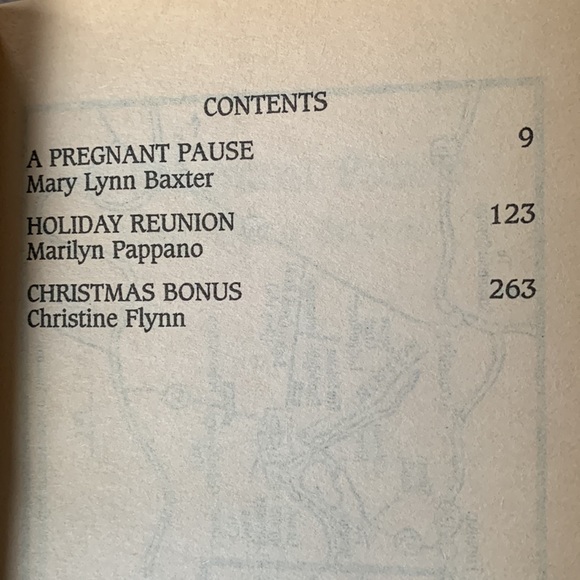 CONTENTS
A PREGNANT PAUSE 9
Mary Lynn Baxter
HOLIDAY REUNION 123
Marilyn Pappano
CHRISTMAS BONUS 263
Christine Flynn